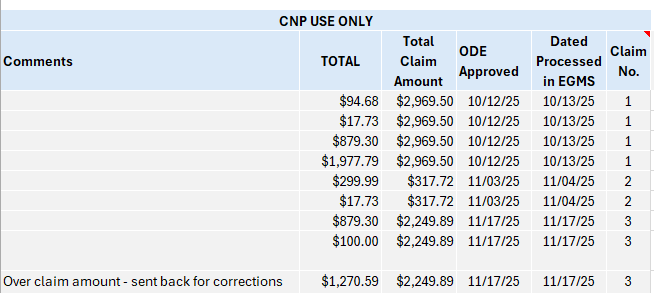 CNP USE ONLY
Comments TOTAL Total Claim Amount ODE Approved Dated Processed in EGMS Claim No.
$94.68 $2,969.50 10/12/25 10/13/25 1
$17.73 $2,969.50 10/12/25 10/13/25 1
$879.30 $2,969.50 10/12/25 10/13/25 1
$1,977.79 $2,969.50 10/12/25 10/13/25 1
$299.99 $317.72 11/03/25 11/04/25 2
$17.73 $317.72 11/03/25 11/04/25 2
$879.30 $2,249.89 11/17/25 11/17/25 3
$100.00 $2,249.89 11/17/25 11/17/25 3
Over claim amount - sent back for corrections $1,270.59 $2,249.89 11/17/25 11/17/25 3